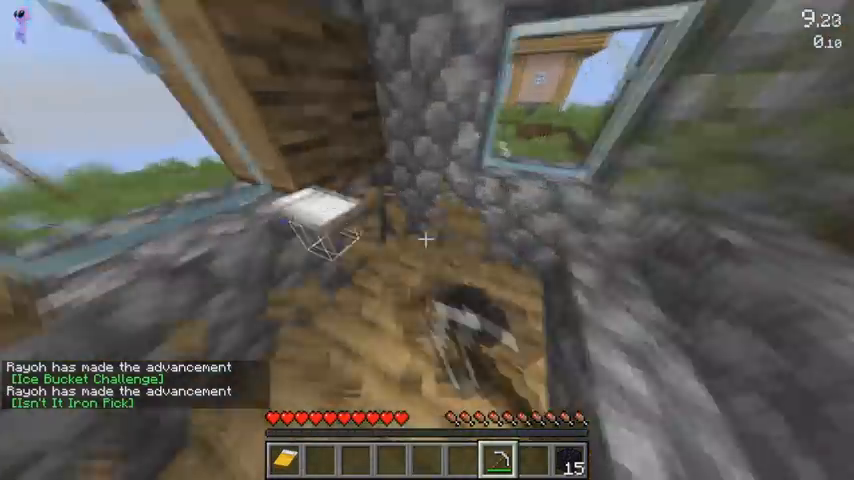 9.23
0.10
Rayoh has made the advancement
[Ice Bucket Challenge]
Rayoh has made the advancement
[Isn't It Iron Pick]
15